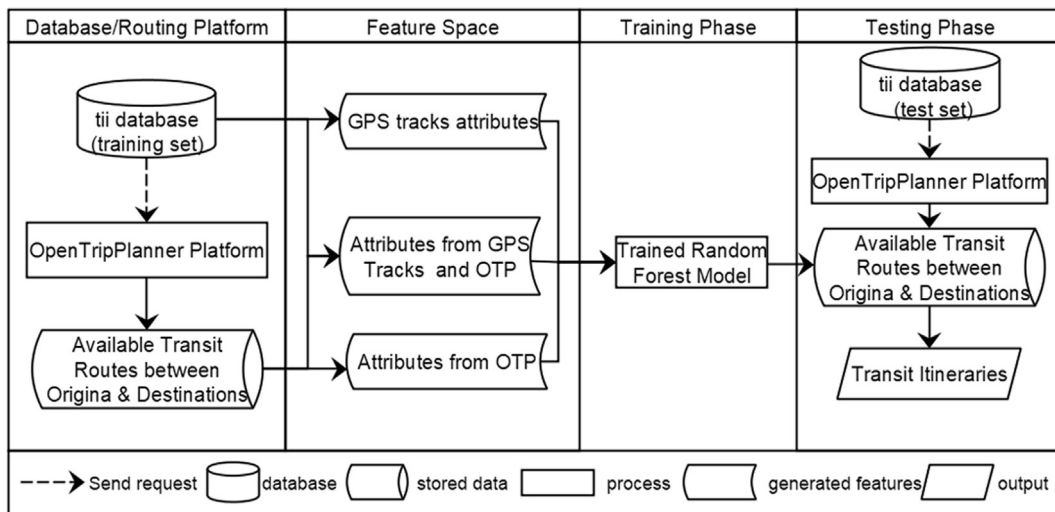 Database/Routing Platform
Feature Space
Training Phase
Testing Phase
tii database
(training set)
OpenTripPlanner Platform
Available Transit
Routes between
Origina & Destinations
GPS tracks attributes
Attributes from GPS
Tracks and OTP
Attributes from OTP
Trained Random
Forest Model
tii database
(test set)
OpenTripPlanner Platform
Available Transit
Routes between
Origina & Destinations
Transit Itineraries
Send request
database
stored data
process
generated features
output